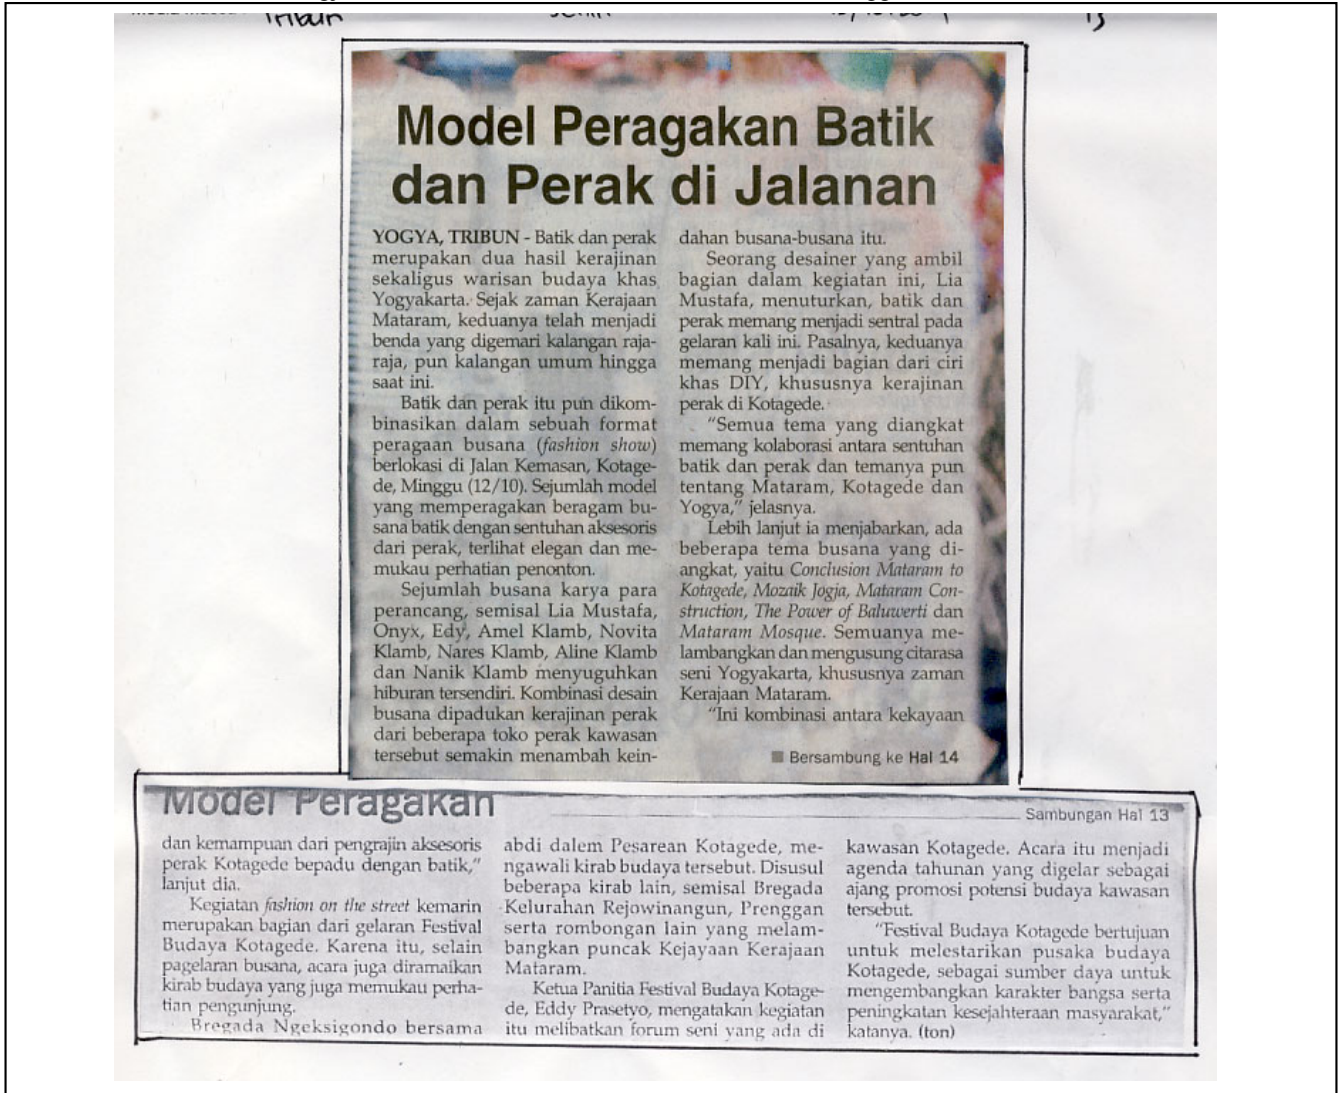 Tribun
Model Peragakan Batik
dan Perak di Jalanan
YOGYA, TRIBUN - Batik dan perak
merupakan dua hasil kerajinan
sekaligus warisan budaya khas
Yogyakarta. Sejak zaman Kerajaan
Mataram, keduanya telah menjadi
benda yang digemari kalangan raja-
raja, pun kalangan umum hingga
saat ini.
Batik dan perak itu pun dikom-
binasikan dalam sebuah format
peragaan busana (fashion show)
berlokasi di Jalan Kemasan, Kotage-
de, Minggu (12/10). Sejumlah model
yang memperagakan beragam bu-
sana batik dengan sentuhan aksesoris
dari perak, terlihat elegan dan me-
mukau perhatian penonton.
Sejumlah busana karya para
perancang, semisal Lia Mustafa,
Onyx, Edy, Amel Klamb, Novita
Klamb, Nares Klamb, Aline Klamb
dan Nanik Klamb menyuguhkan
hiburan tersendiri. Kombinasi desain
busana dipadukan kerajinan perak
dari beberapa toko perak kawasan
tersebut semakin menambah kein-
dahan busana-busana itu.
Seorang desainer yang ambil
bagian dalam kegiatan ini, Lia
Mustafa, menuturkan, batik dan
perak memang menjadi sentral pada
gelaran kali ini. Pasalnya, keduanya
memang menjadi bagian dari ciri
khas DIY, khususnya kerajinan
perak di Kotagede.
"Semua tema yang diangkat
memang kolaborasi antara sentuhan
batik dan perak dan temanya pun
tentang Mataram, Kotagede dan
Yogya," jelasnya.
Lebih lanjut ia menjabarkan, ada
beberapa tema busana yang di-
angkat, yaitu Conclusion Mataram to
Kotagede, Mozaik Jogja, Mataram Con-
struction, The Power of Baluwerti dan
Mataram Mosque. Semuanya me-
lambangkan dan mengusung citarasa
seni Yogyakarta, khususnya zaman
Kerajaan Mataram.
"Ini kombinasi antara kekayaan
■ Bersambung ke Hal 14
Model Peragakan
Sambungan Hal 13
dan kemampuan dari pengrajin aksesoris
perak Kotagede bepadu dengan batik,"
lanjut dia.
Kegiatan fashion on the street kemarin
merupakan bagian dari gelaran Festival
Budaya Kotagede. Karena itu, selain
pagelaran busana, acara juga diramaikan
kirab budaya yang juga memukau perha-
tian pengunjung.
Bregada Ngeksigondo bersama
abdi dalem Pesarean Kotagede, me-
ngawali kirab budaya tersebut. Disusul
beberapa kirab lain, semisal Bregada
Kelurahan Rejowinangun, Prenggan
serta rombongan lain yang melam-
bangkan puncak Kejayaan Kerajaan
Mataram.
Ketua Panitia Festival Budaya Kotage-
de, Eddy Prasetyo, mengatakan kegiatan
itu melibatkan forum seni yang ada di
kawasan Kotagede. Acara itu menjadi
agenda tahunan yang digelar sebagai
ajang promosi potensi budaya kawasan
tersebut.
"Festival Budaya Kotagede bertujuan
untuk melestarikan pusaka budaya
Kotagede, sebagai sumber daya untuk
mengembangkan karakter bangsa serta
peningkatan kesejahteraan masyarakat,"
katanya. (ton)